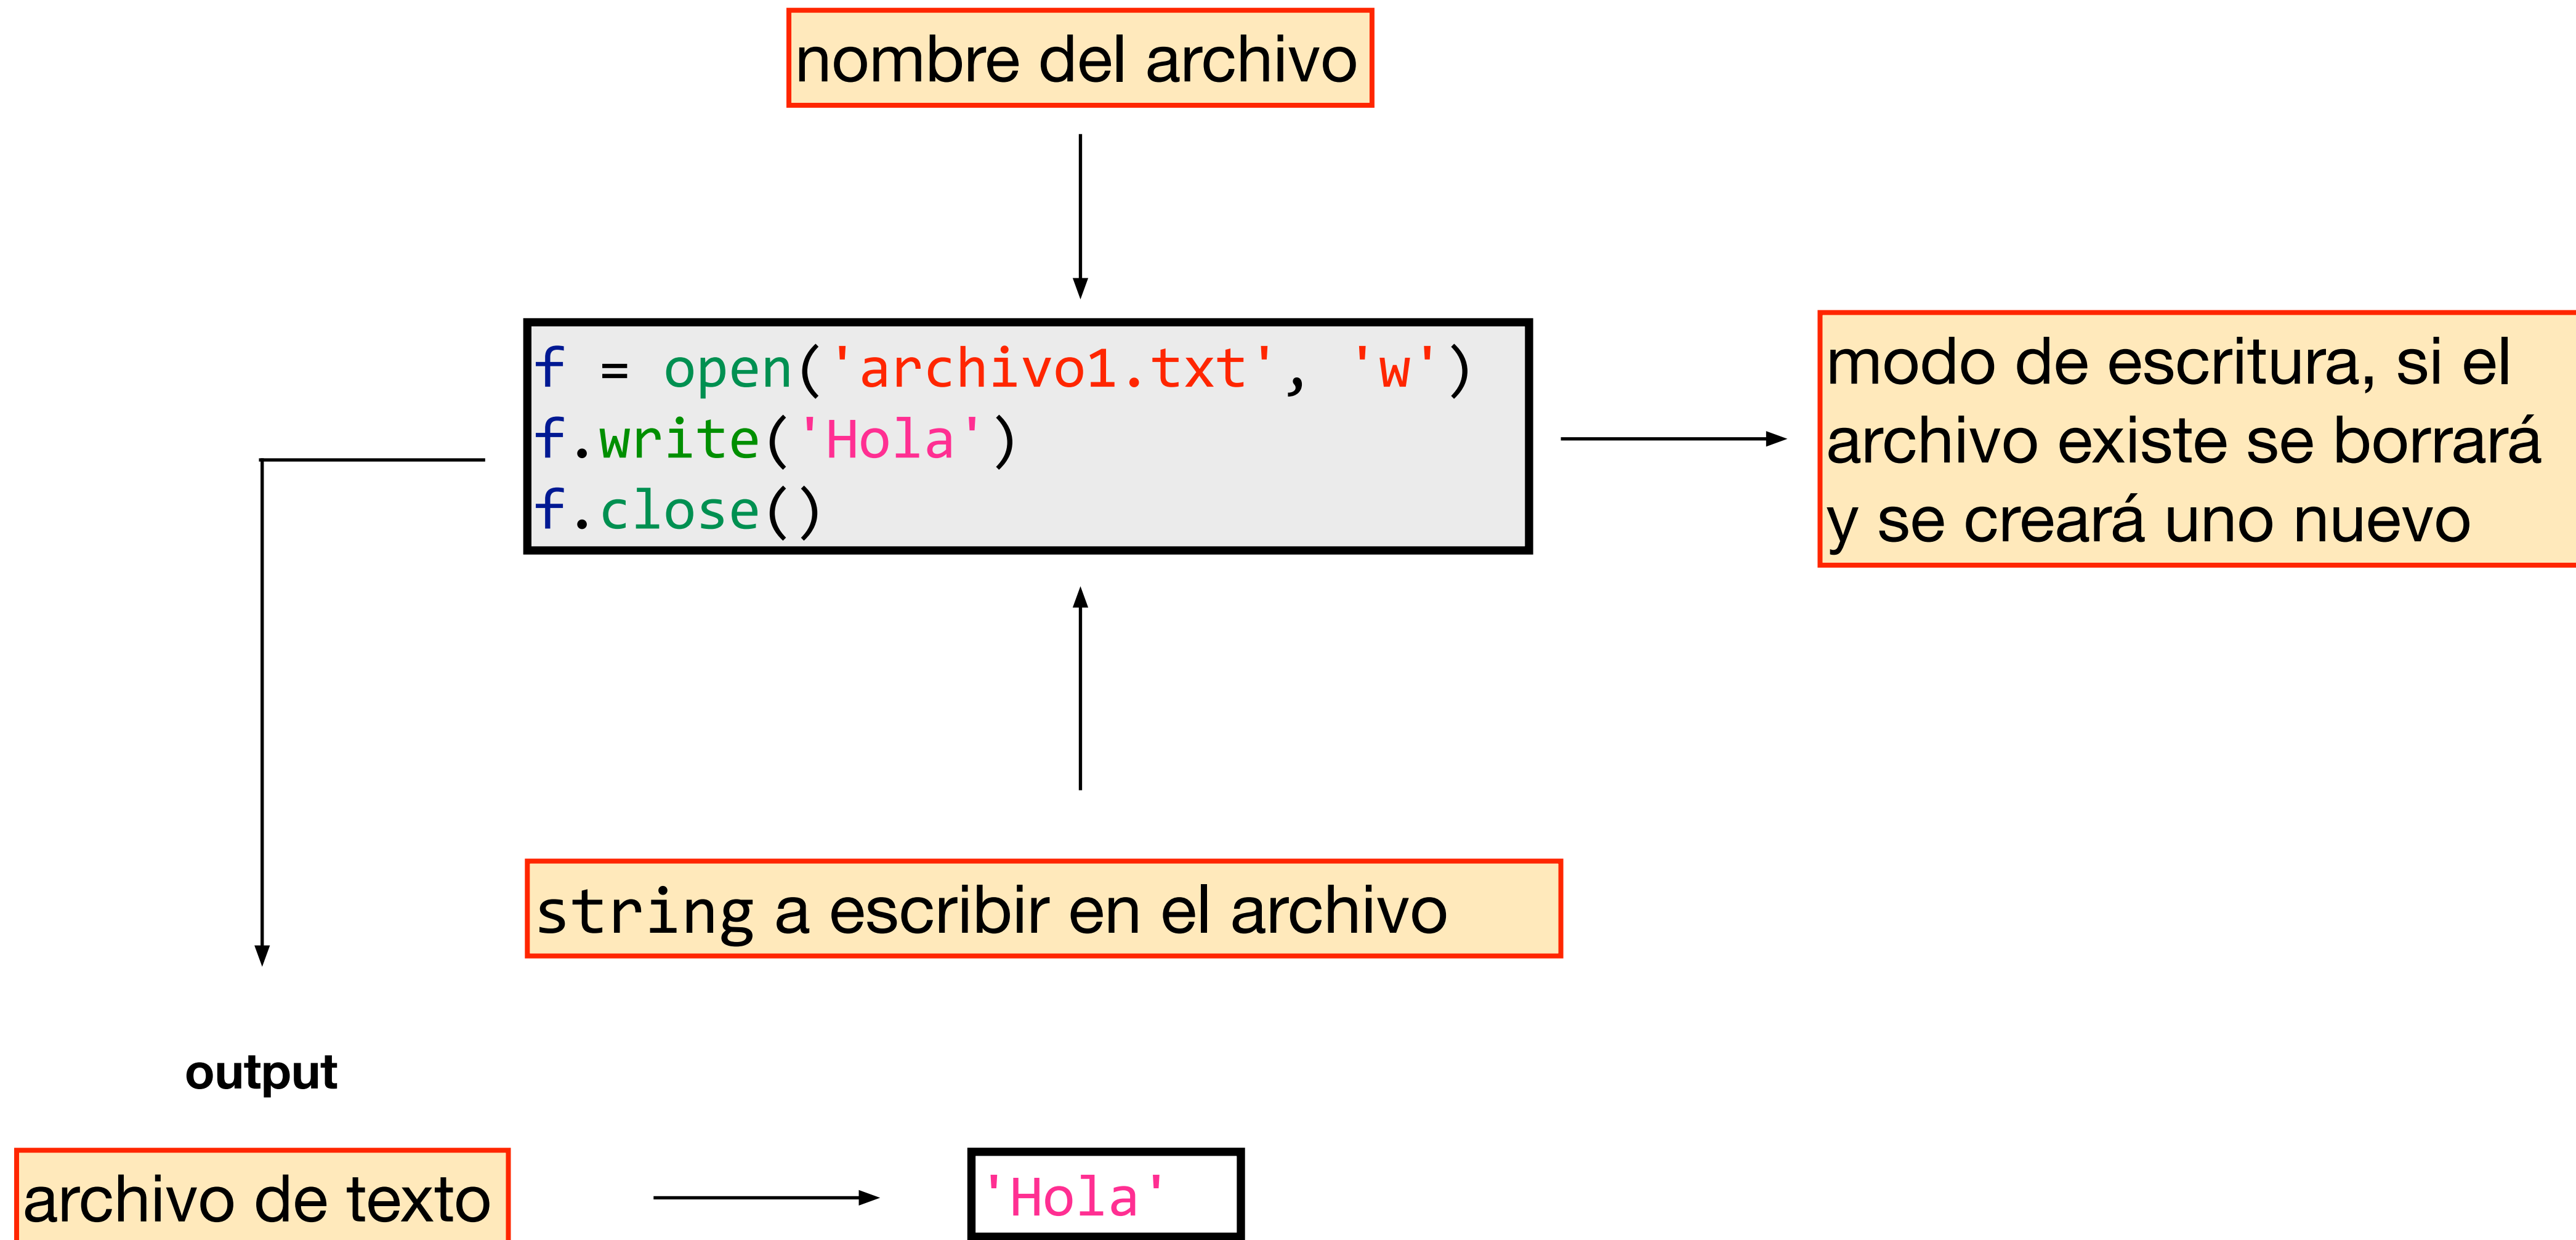 nombre del archivo
f = open('archivo1.txt', 'w')
f.write('Hola')
f.close()
modo de escritura, si el
archivo existe se borrará
y se creará uno nuevo
string a escribir en el archivo
output
archivo de texto
'Hola'